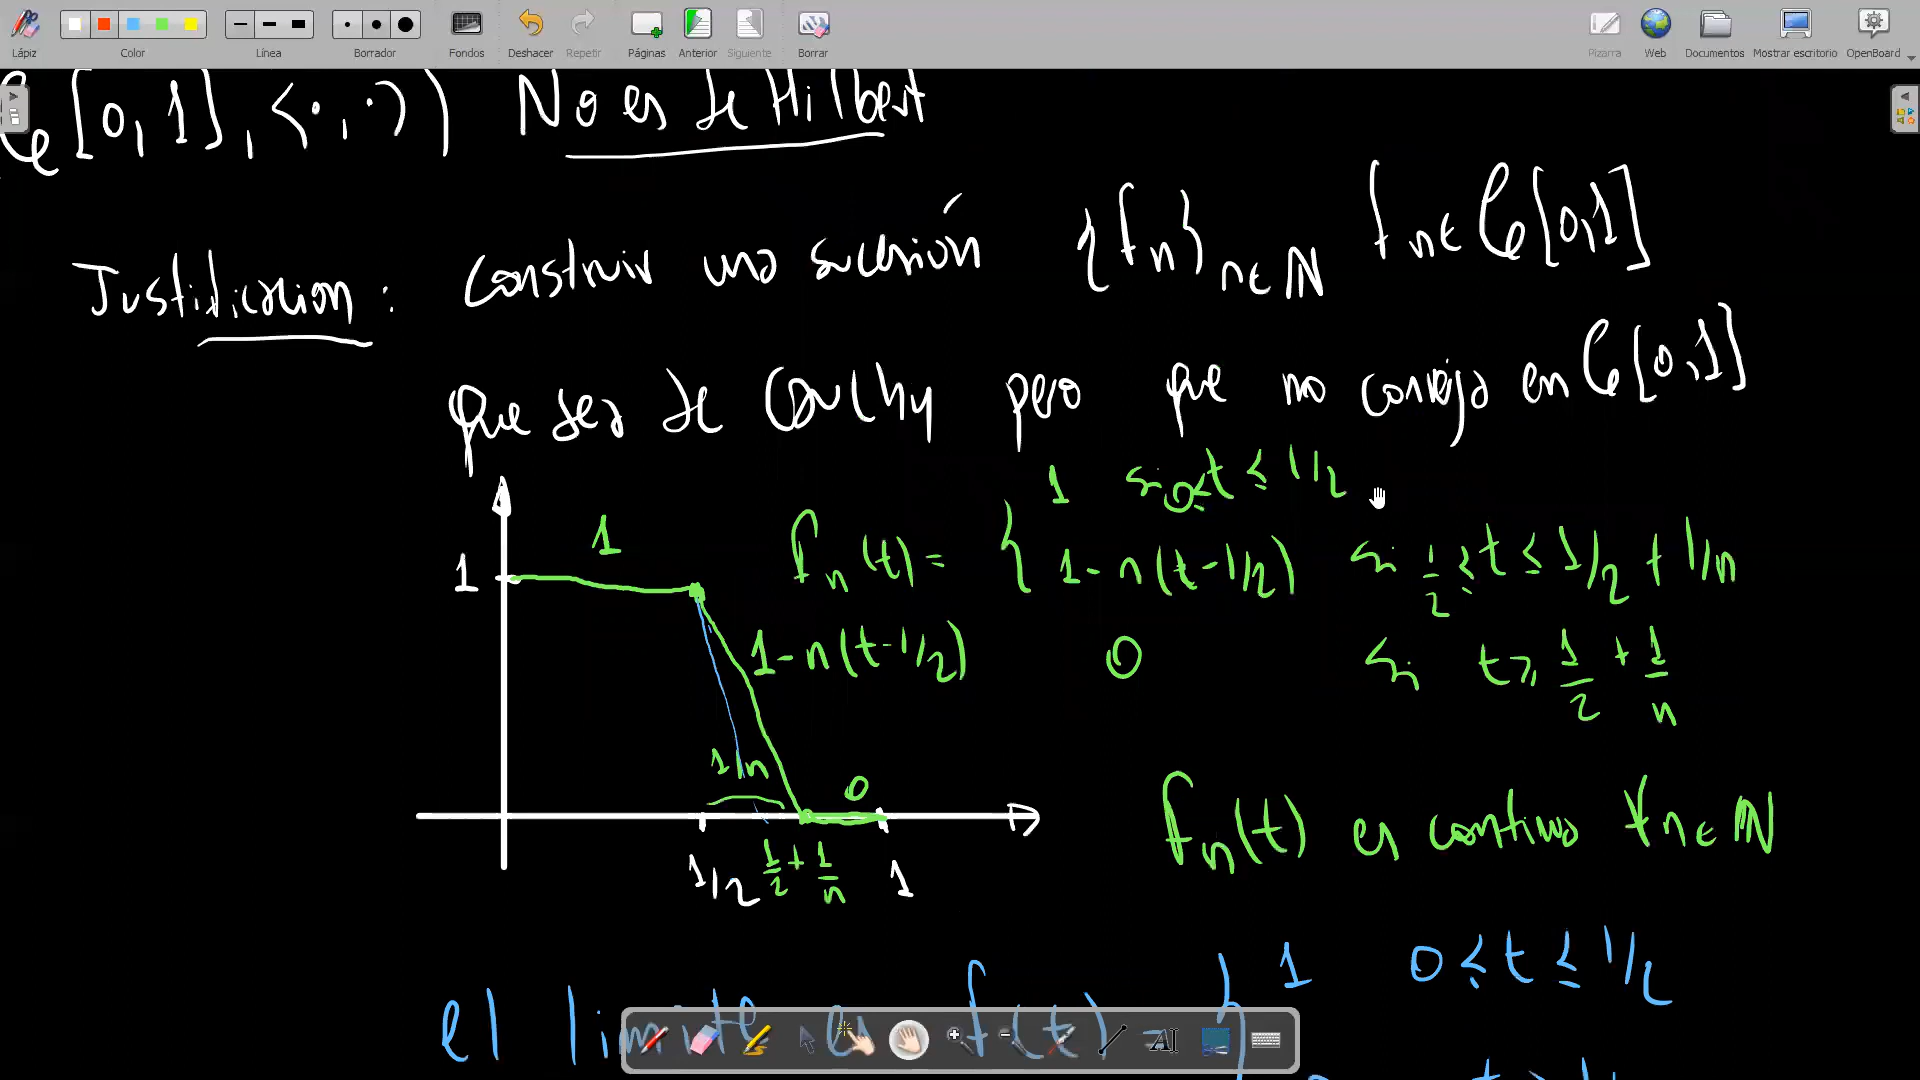 Lápiz Color Línea Borrador Fondos Deshacer Repetir Páginas Anterior Siguiente Borrar Pizarra Web Documentos Mostrar escritorio OpenBoard
C[0,1], <·,·>) No es de Hilbert
Justificacion: construir una sucesión {fn}n∈ℕ fn∈ C[0,1]
que sea de Cauchy pero que no converja en C[0,1]
1 si 0≤t ≤ 1/2
1 1 fn(t) = { 1-n(t-1/2) si 1/2 ≤ t ≤ 1/2 + 1/n
1-n(t-1/2) 0 si t ≥ 1/2 + 1/n
1/n 0
fn(t) es continua ∀n∈ℕ
1/2 1/2 + 1/n 1
1 0 ≤ t ≤ 1/2
el limite es f(t) = {